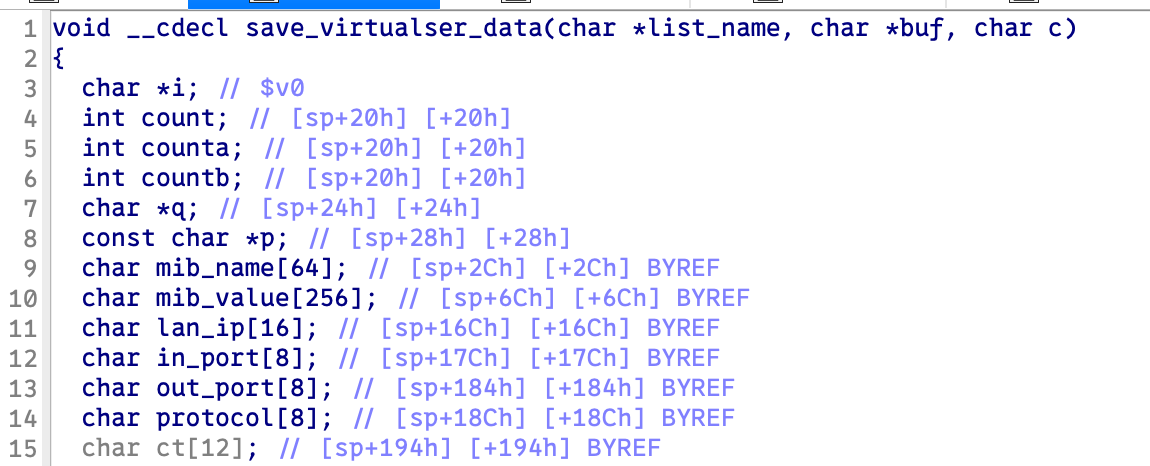 1 void __cdecl save_virtualser_data(char *list_name, char *buf, char c)
2 {
3 char *i; // $v0
4 int count; // [sp+20h] [+20h]
5 int counta; // [sp+20h] [+20h]
6 int countb; // [sp+20h] [+20h]
7 char *q; // [sp+24h] [+24h]
8 const char *p; // [sp+28h] [+28h]
9 char mib_name[64]; // [sp+2Ch] [+2Ch] BYREF
10 char mib_value[256]; // [sp+6Ch] [+6Ch] BYREF
11 char lan_ip[16]; // [sp+16Ch] [+16Ch] BYREF
12 char in_port[8]; // [sp+17Ch] [+17Ch] BYREF
13 char out_port[8]; // [sp+184h] [+184h] BYREF
14 char protocol[8]; // [sp+18Ch] [+18Ch] BYREF
15 char ct[12]; // [sp+194h] [+194h] BYREF